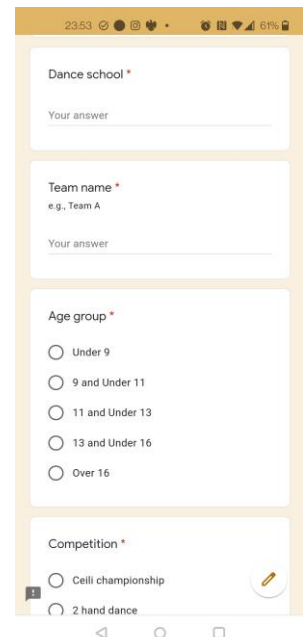 23:53 61%
Dance school *
Your answer
Team name *
e.g., Team A
Your answer
Age group *
Under 9
9 and Under 11
11 and Under 13
13 and Under 16
Over 16
Competition *
Ceili championship
2 hand dance